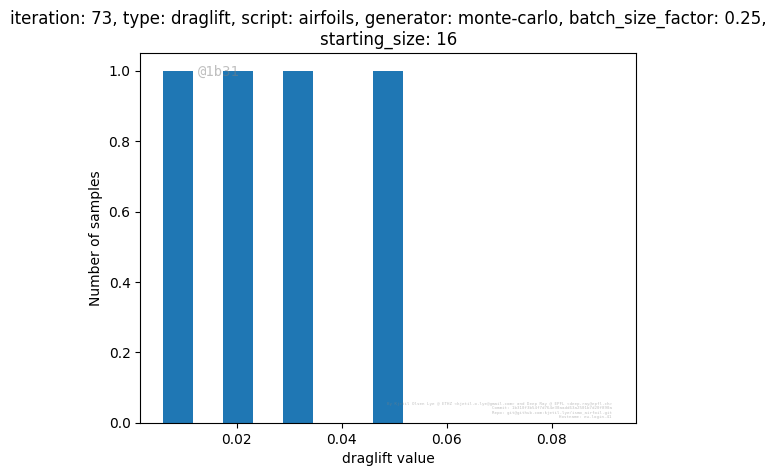 iteration: 73, type: draglift, script: airfoils, generator: monte-carlo, batch_size_factor: 0.25,
starting_size: 16
@1b31
1.0
0.8
0.6
0.4
0.2
0.0
Number of samples
0.02 0.04 0.06 0.08
draglift value